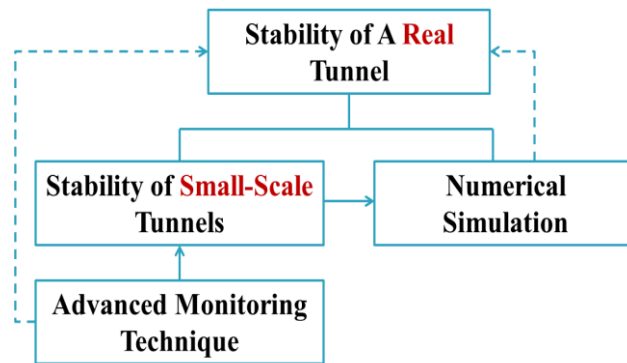 Stability of A Real
Tunnel
Stability of Small-Scale
Tunnels
Numerical
Simulation
Advanced Monitoring
Technique